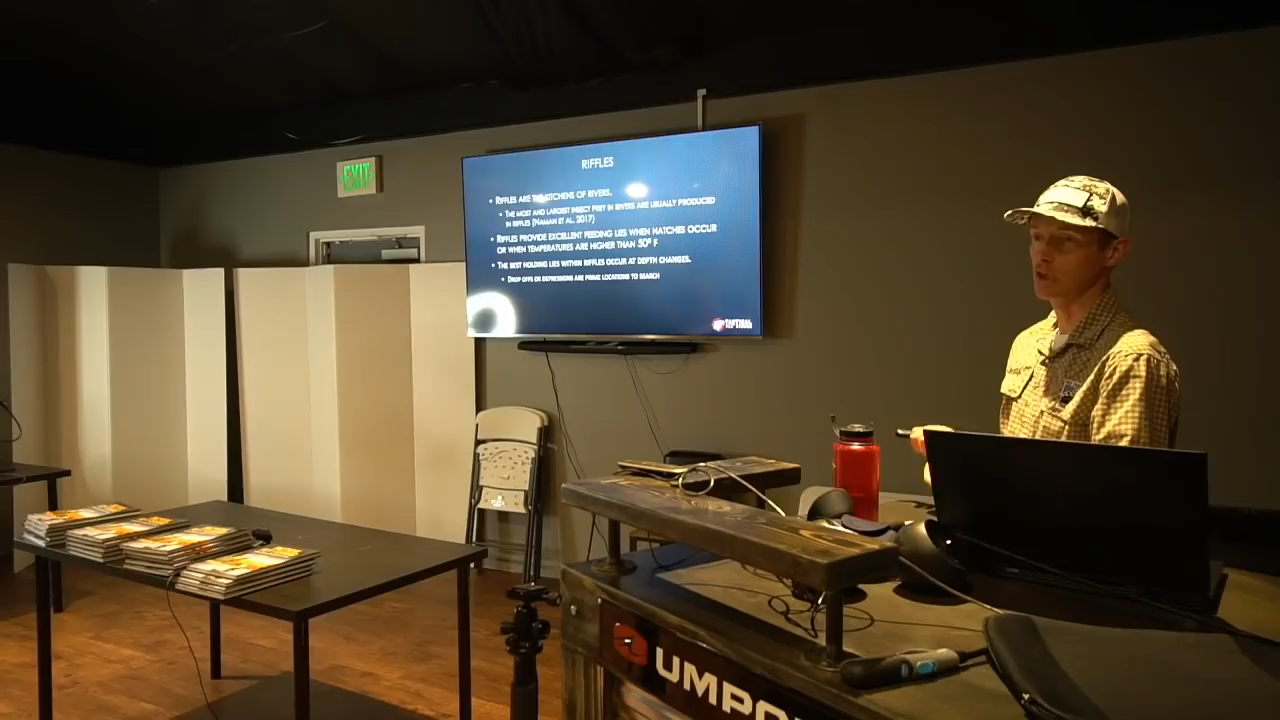 EXIT
RIFFLES
• RIFFLES ARE THE KITCHENS OF RIVERS.
• THE MOST AND LARGEST INSECT PREY IN RIVERS ARE USUALLY PRODUCED
IN RIFFLES (NAMAN ET AL. 2017)
• RIFFLES PROVIDE EXCELLENT FEEDING LIES WHEN HATCHES OCCUR
OR WHEN TEMPERATURES ARE HIGHER THAN 50° F
• THE BEST HOLDING LIES WITHIN RIFFLES OCCUR AT DEPTH CHANGES.
• DROP OFFS OR DEPRESSIONS ARE PRIME LOCATIONS TO SEARCH
TACTICAL
UMPQ